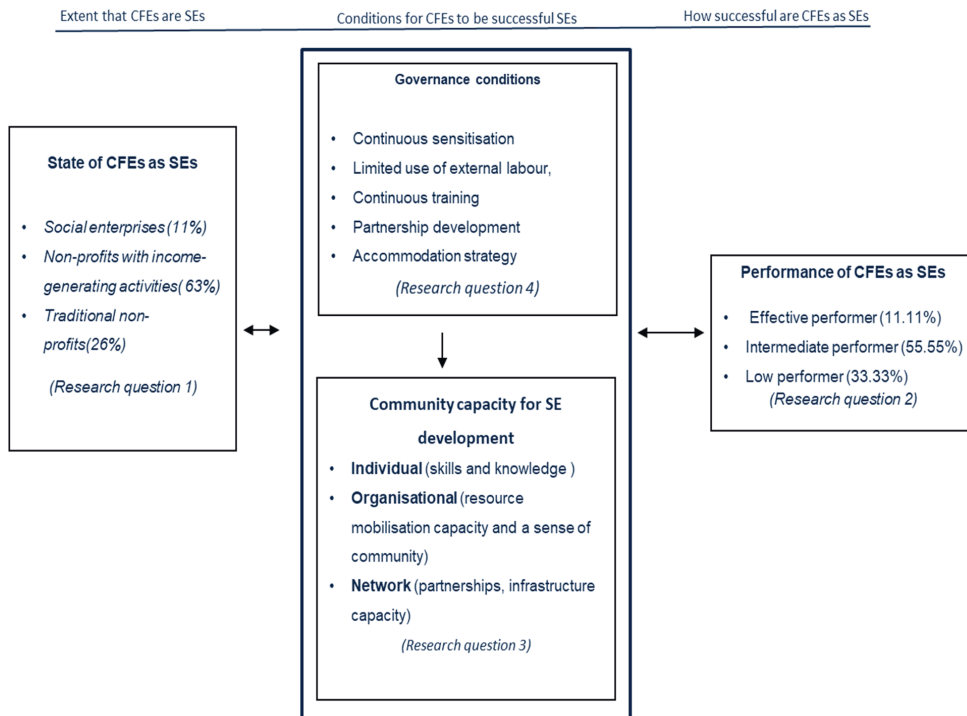 Extent that CFEs are SEs
Conditions for CFEs to be successful SEs
How successful are CFEs as SEs
State of CFEs as SEs
• Social enterprises (11%)
• Non-profits with income-
generating activities( 63%)
• Traditional non-
profits(26%)
(Research question 1)
Governance conditions
• Continuous sensitisation
• Limited use of external labour,
• Continuous training
• Partnership development
• Accommodation strategy
(Research question 4)
Community capacity for SE
development
• Individual (skills and knowledge )
• Organisational (resource
mobilisation capacity and a sense of
community)
• Network (partnerships, infrastructure
capacity)
(Research question 3)
Performance of CFEs as SEs
• Effective performer (11.11%)
• Intermediate performer (55.55%)
• Low performer (33.33%)
(Research question 2)